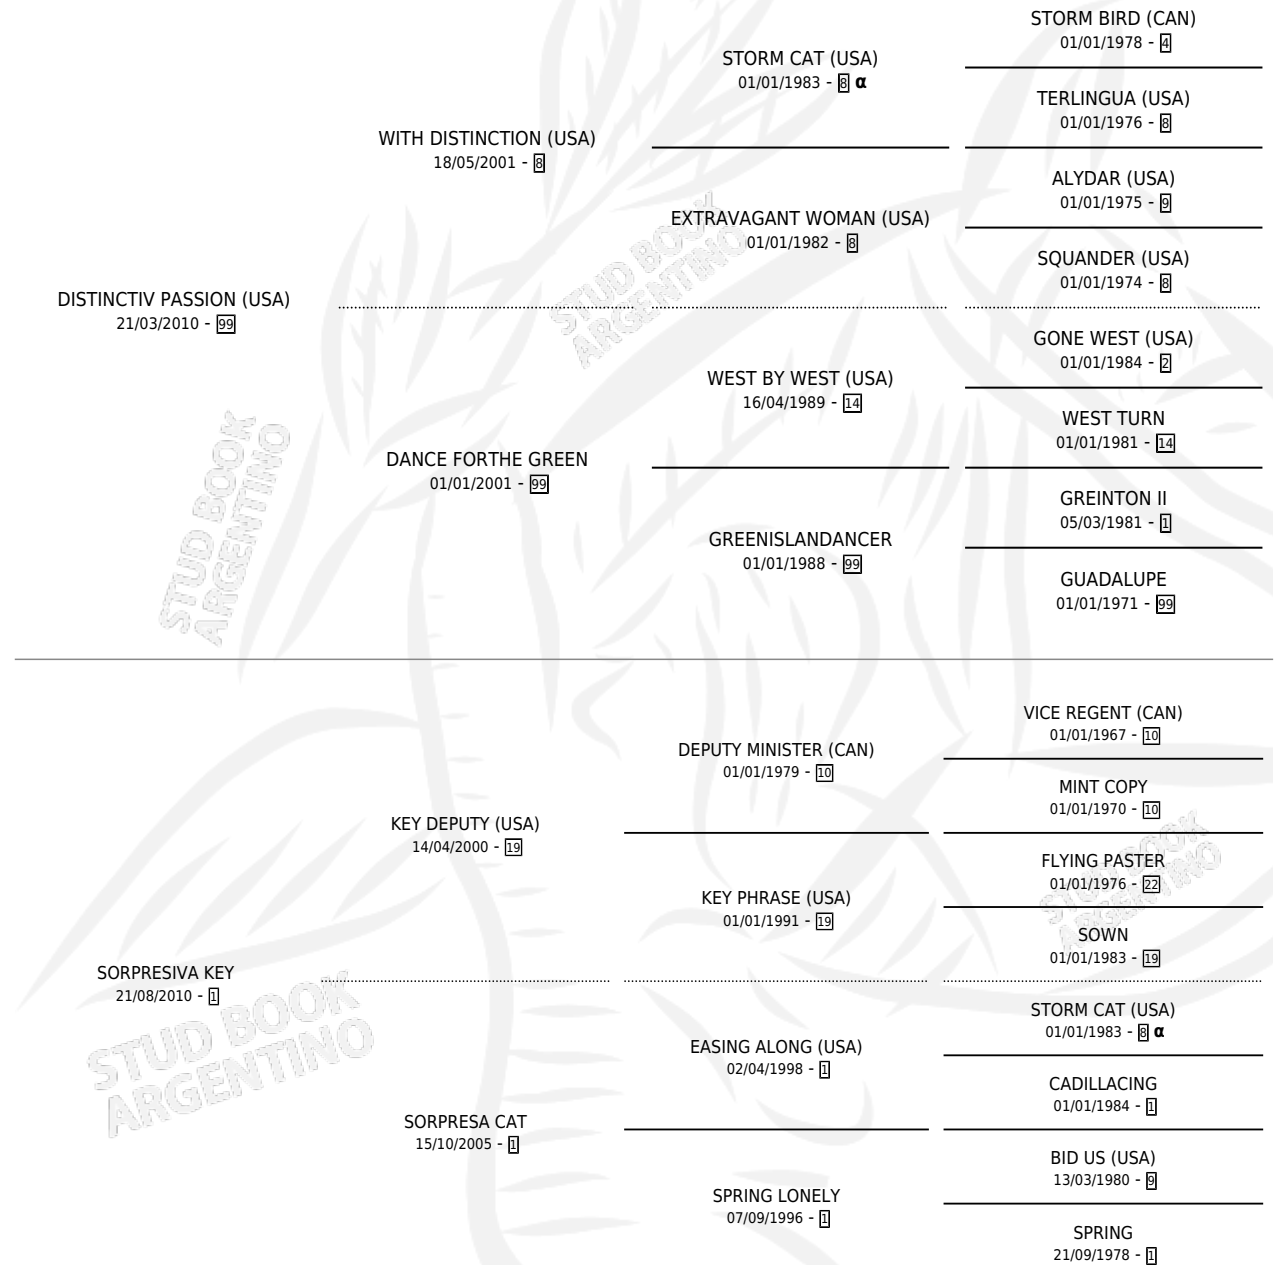 STORM BIRD (CAN)
01/01/1978 - 4
STORM CAT (USA)
01/01/1983 - 8 α
TERLINGUA (USA)
01/01/1976 - 8
WITH DISTINCTION (USA)
18/05/2001 - 8
ALYDAR (USA)
01/01/1975 - 9
EXTRAVAGANT WOMAN (USA)
01/01/1982 - 8
SQUANDER (USA)
01/01/1974 - 8
DISTINCTIV PASSION (USA)
21/03/2010 - 99
GONE WEST (USA)
01/01/1984 - 2
WEST BY WEST (USA)
16/04/1989 - 14
WEST TURN
01/01/1981 - 14
DANCE FORTHE GREEN
01/01/2001 - 99
GREINTON II
05/03/1981 - 1
GREENISLANDANCER
01/01/1988 - 99
GUADALUPE
01/01/1971 - 99
VICE REGENT (CAN)
01/01/1967 - 10
DEPUTY MINISTER (CAN)
01/01/1979 - 10
MINT COPY
01/01/1970 - 10
KEY DEPUTY (USA)
14/04/2000 - 19
FLYING PASTER
01/01/1976 - 22
KEY PHRASE (USA)
01/01/1991 - 19
SOWN
01/01/1983 - 19
SORPRESIVA KEY
21/08/2010 - 1
STORM CAT (USA)
01/01/1983 - 8 α
EASING ALONG (USA)
02/04/1998 - 1
CADILLACING
01/01/1984 - 1
SORPRESA CAT
15/10/2005 - 1
BID US (USA)
13/03/1980 - 9
SPRING LONELY
07/09/1996 - 1
SPRING
21/09/1978 - 1
STUD BOOK
ARGENTINO
STUD BOOK
ARGENTINO
STUD BOOK
ARGENTINO
STUD BOOK
ARGENTINO